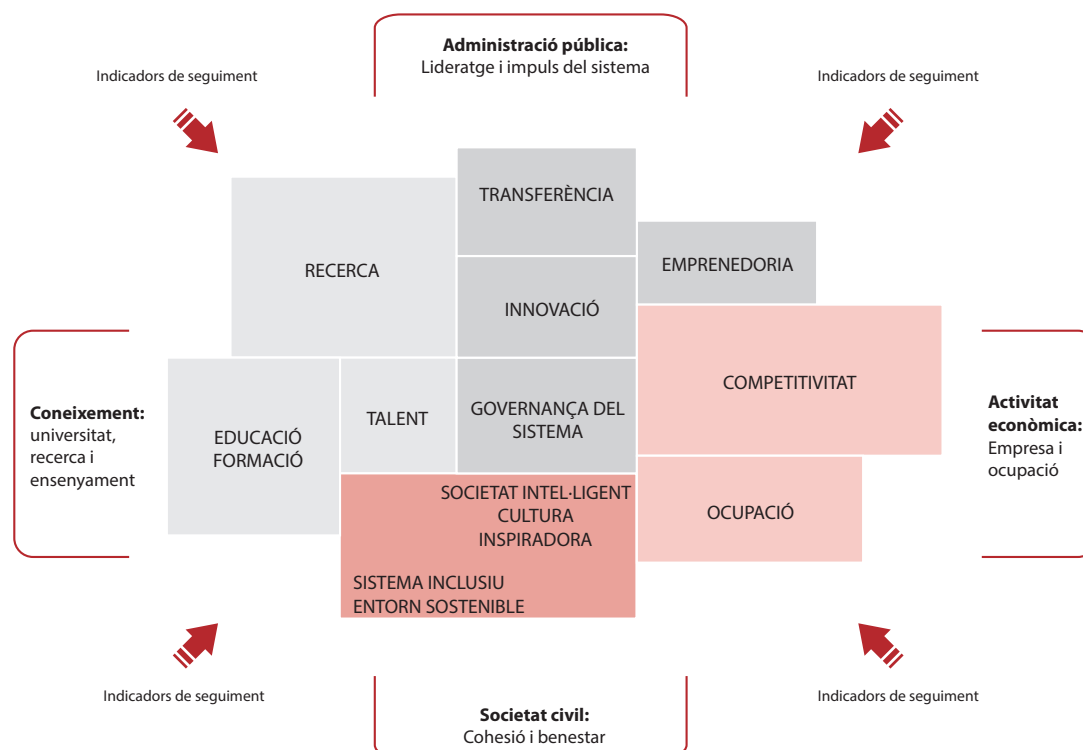 Administració pública:
Lideratge i impuls del sistema
Indicadors de seguiment
Indicadors de seguiment
TRANSFERÈNCIA
RECERCA
EMPRENEDORIA
INNOVACIÓ
COMPETITIVITAT
Coneixement:
universitat,
recerca i
ensenyament
EDUCACIÓ
FORMACIÓ
TALENT
GOVERNANÇA DEL
SISTEMA
Activitat
econòmica:
Empresa i
ocupació
SOCIETAT INTEL·LIGENT
CULTURA
INSPIRADORA
OCUPACIÓ
SISTEMA INCLUSIU
ENTORN SOSTENIBLE
Indicadors de seguiment
Indicadors de seguiment
Societat civil:
Cohesió i benestar